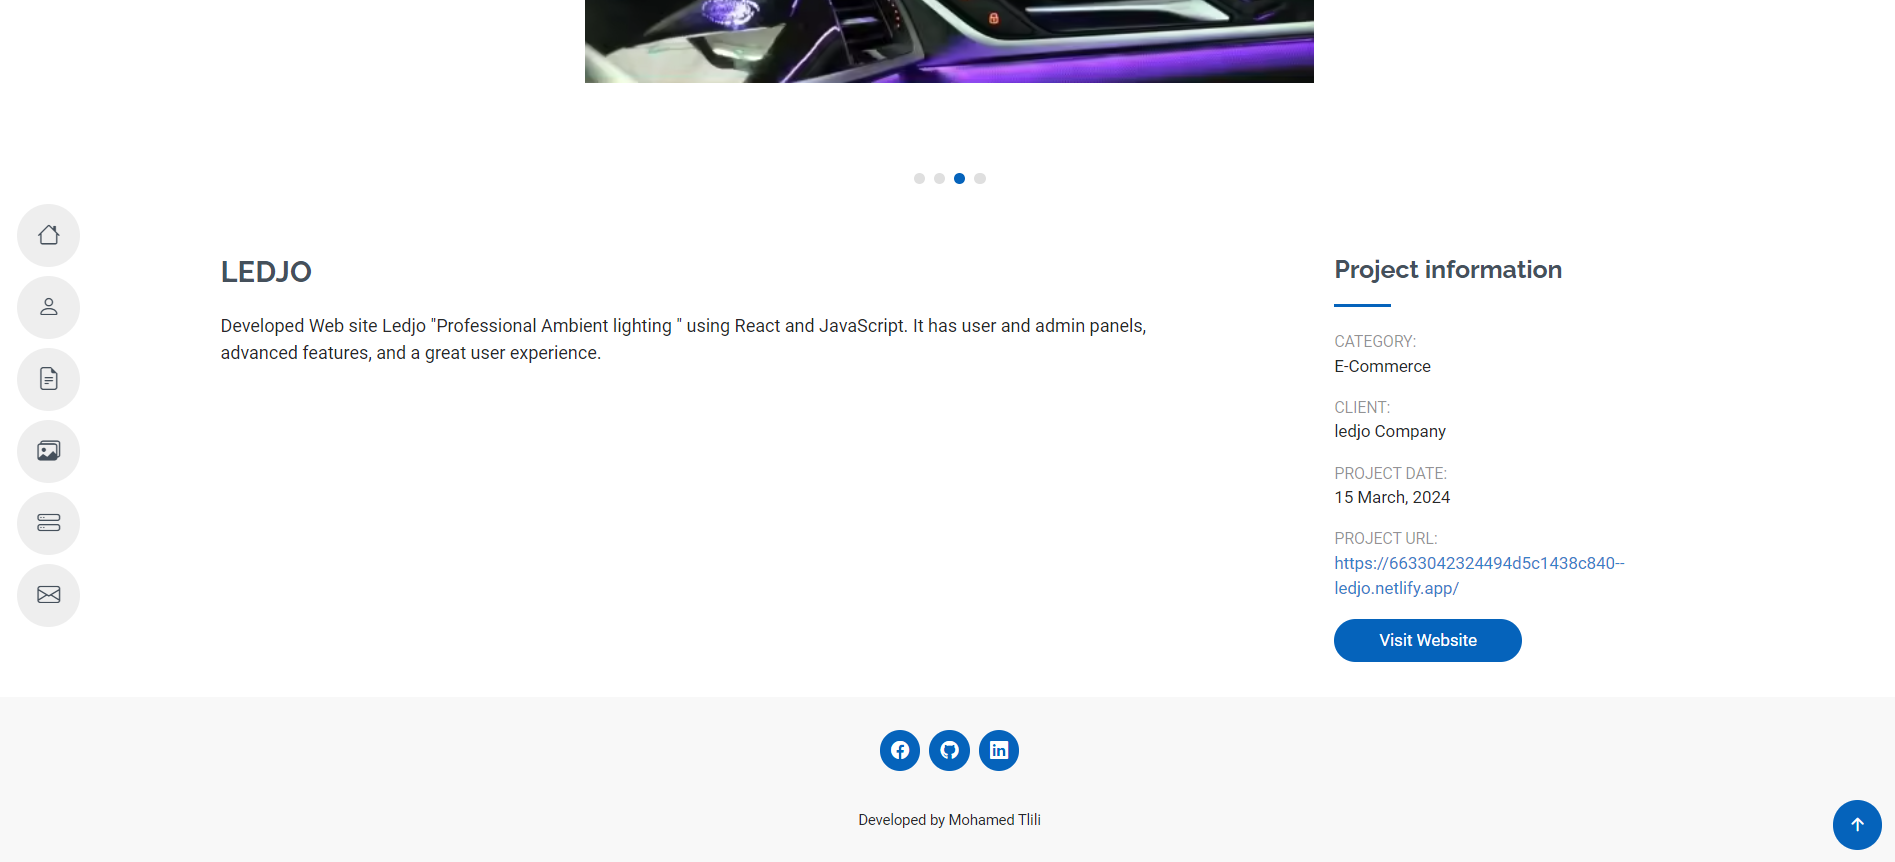 LEDJO
Developed Web site Ledjo "Professional Ambient lighting " using React and JavaScript. It has user and admin panels,
advanced features, and a great user experience.
Project information
CATEGORY:
E-Commerce
CLIENT:
ledjo Company
PROJECT DATE:
15 March, 2024
PROJECT URL:
https://6633042324494d5c1438c840--
ledjo.netlify.app/
Visit Website
Developed by Mohamed Tlili